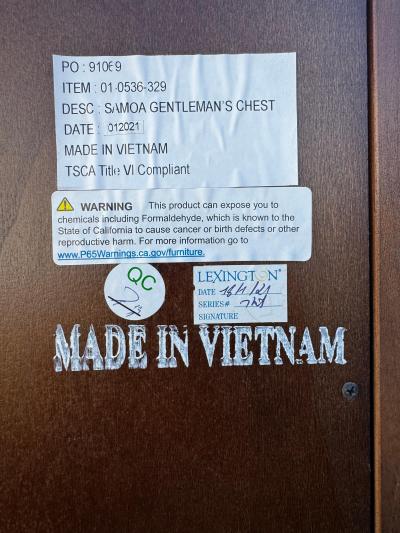 PO : 91069
ITEM : 01-0536-329
DESC : SAMOA GENTLEMAN'S CHEST
DATE : 012021
MADE IN VIETNAM
TSCA Title VI Compliant
WARNING This product can expose you to
chemicals including Formaldehyde, which is known to the
State of California to cause cancer or birth defects or other
reproductive harm. For more information go to
www.P65Warnings.ca.gov/furniture.
QC
LEXINGTON®
DATE
SERIES#
SIGNATURE
MADE IN VIETNAM